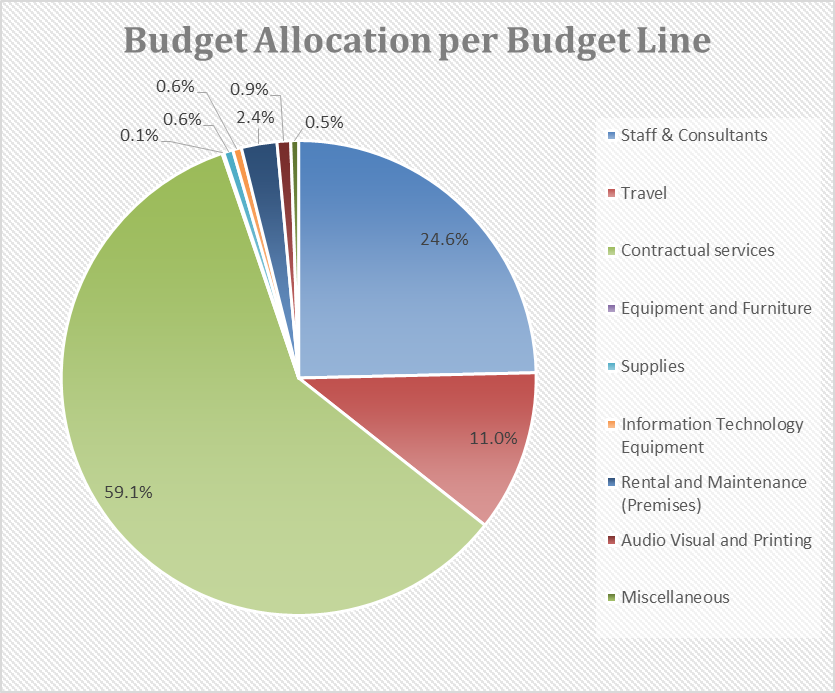 Budget Allocation per Budget Line
0.6%
0.9%
0.6%
2.4%
0.5%
0.1%
24.6%
11.0%
59.1%
Staff & Consultants
Travel
Contractual services
Equipment and Furniture
Supplies
Information Technology
Equipment
Rental and Maintenance
(Premises)
Audio Visual and Printing
Miscellaneous